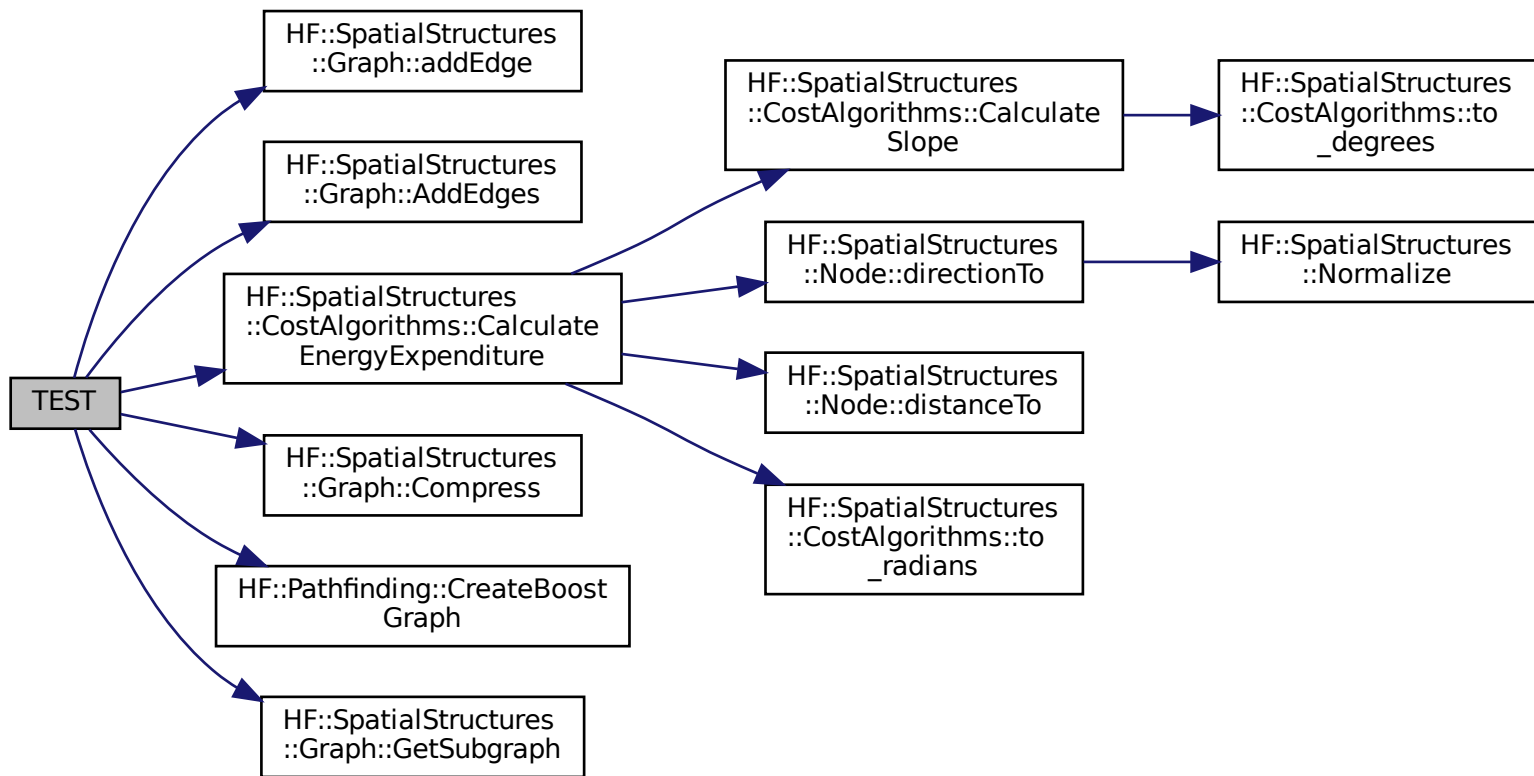 TEST
HF::SpatialStructures
::Graph::addEdge
HF::SpatialStructures
::Graph::AddEdges
HF::SpatialStructures
::CostAlgorithms::Calculate
EnergyExpenditure
HF::SpatialStructures
::Graph::Compress
HF::Pathfinding::CreateBoost
Graph
HF::SpatialStructures
::Graph::GetSubgraph
HF::SpatialStructures
::CostAlgorithms::Calculate
Slope
HF::SpatialStructures
::Node::directionTo
HF::SpatialStructures
::Node::distanceTo
HF::SpatialStructures
::CostAlgorithms::to
_radians
HF::SpatialStructures
::CostAlgorithms::to
_degrees
HF::SpatialStructures
::Normalize